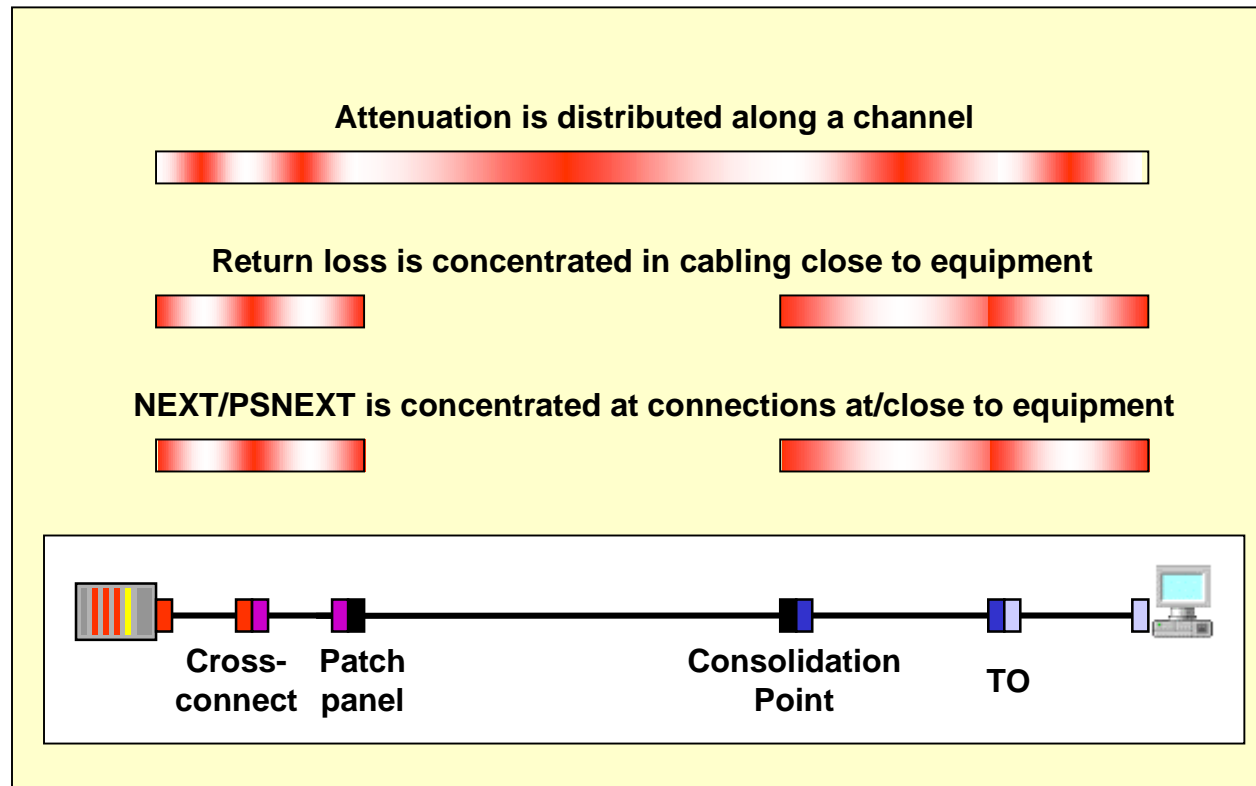 Attenuation is distributed along a channel
Return loss is concentrated in cabling close to equipment
NEXT/PSNEXT is concentrated at connections at/close to equipment
Cross-
connect
Patch
panel
Consolidation
Point
TO